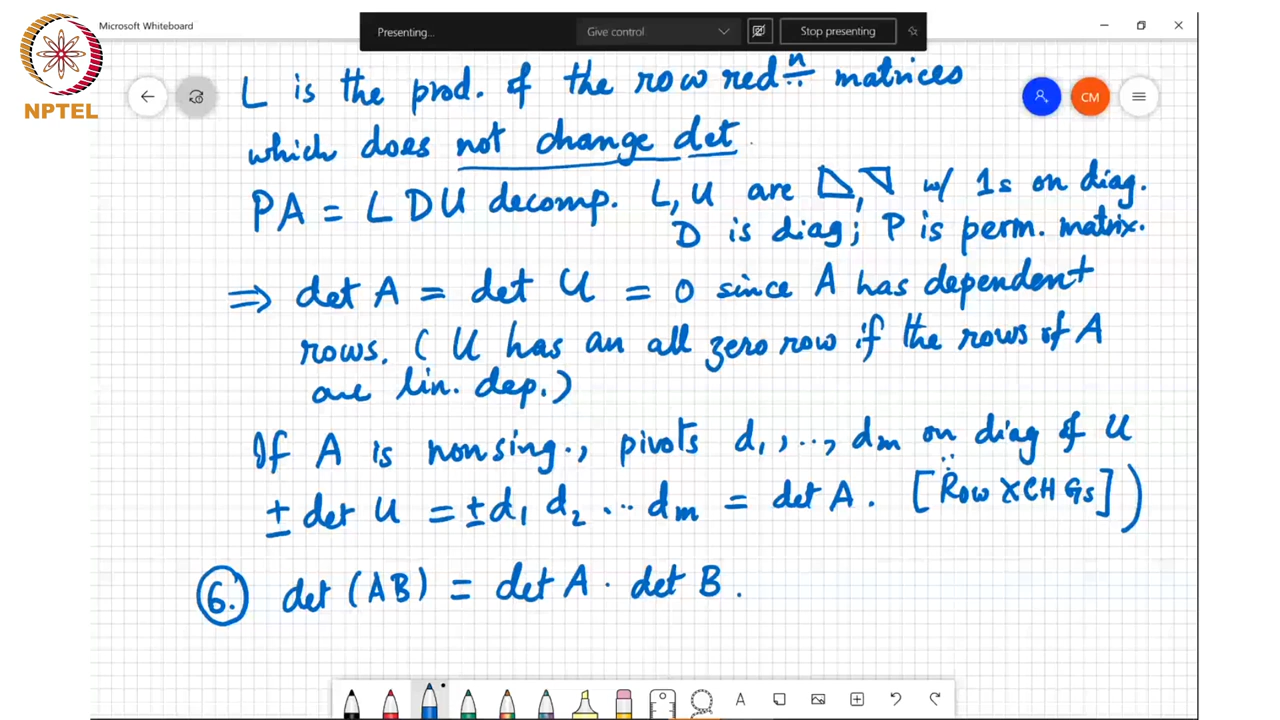 Microsoft Whiteboard
Presenting...
Give control
Stop presenting
NPTEL
CM
L is the prod. of the row red n matrices
which does not change det
PA = LDU decomp. L, U are ◺, ◥ w/ 1s on diag.
D is diag; P is perm. matrix.
⇒ det A = det U = 0 since A has dependent
rows. ( U has an all zero row if the rows of A
are lin. dep.)
If A is nonsing., pivots d₁, .., dₘ on diag of U
± det U = ± d₁ d₂ ... dₘ = det A. [∵ Row XCHGs] )
6. det (AB) = det A . det B.
A